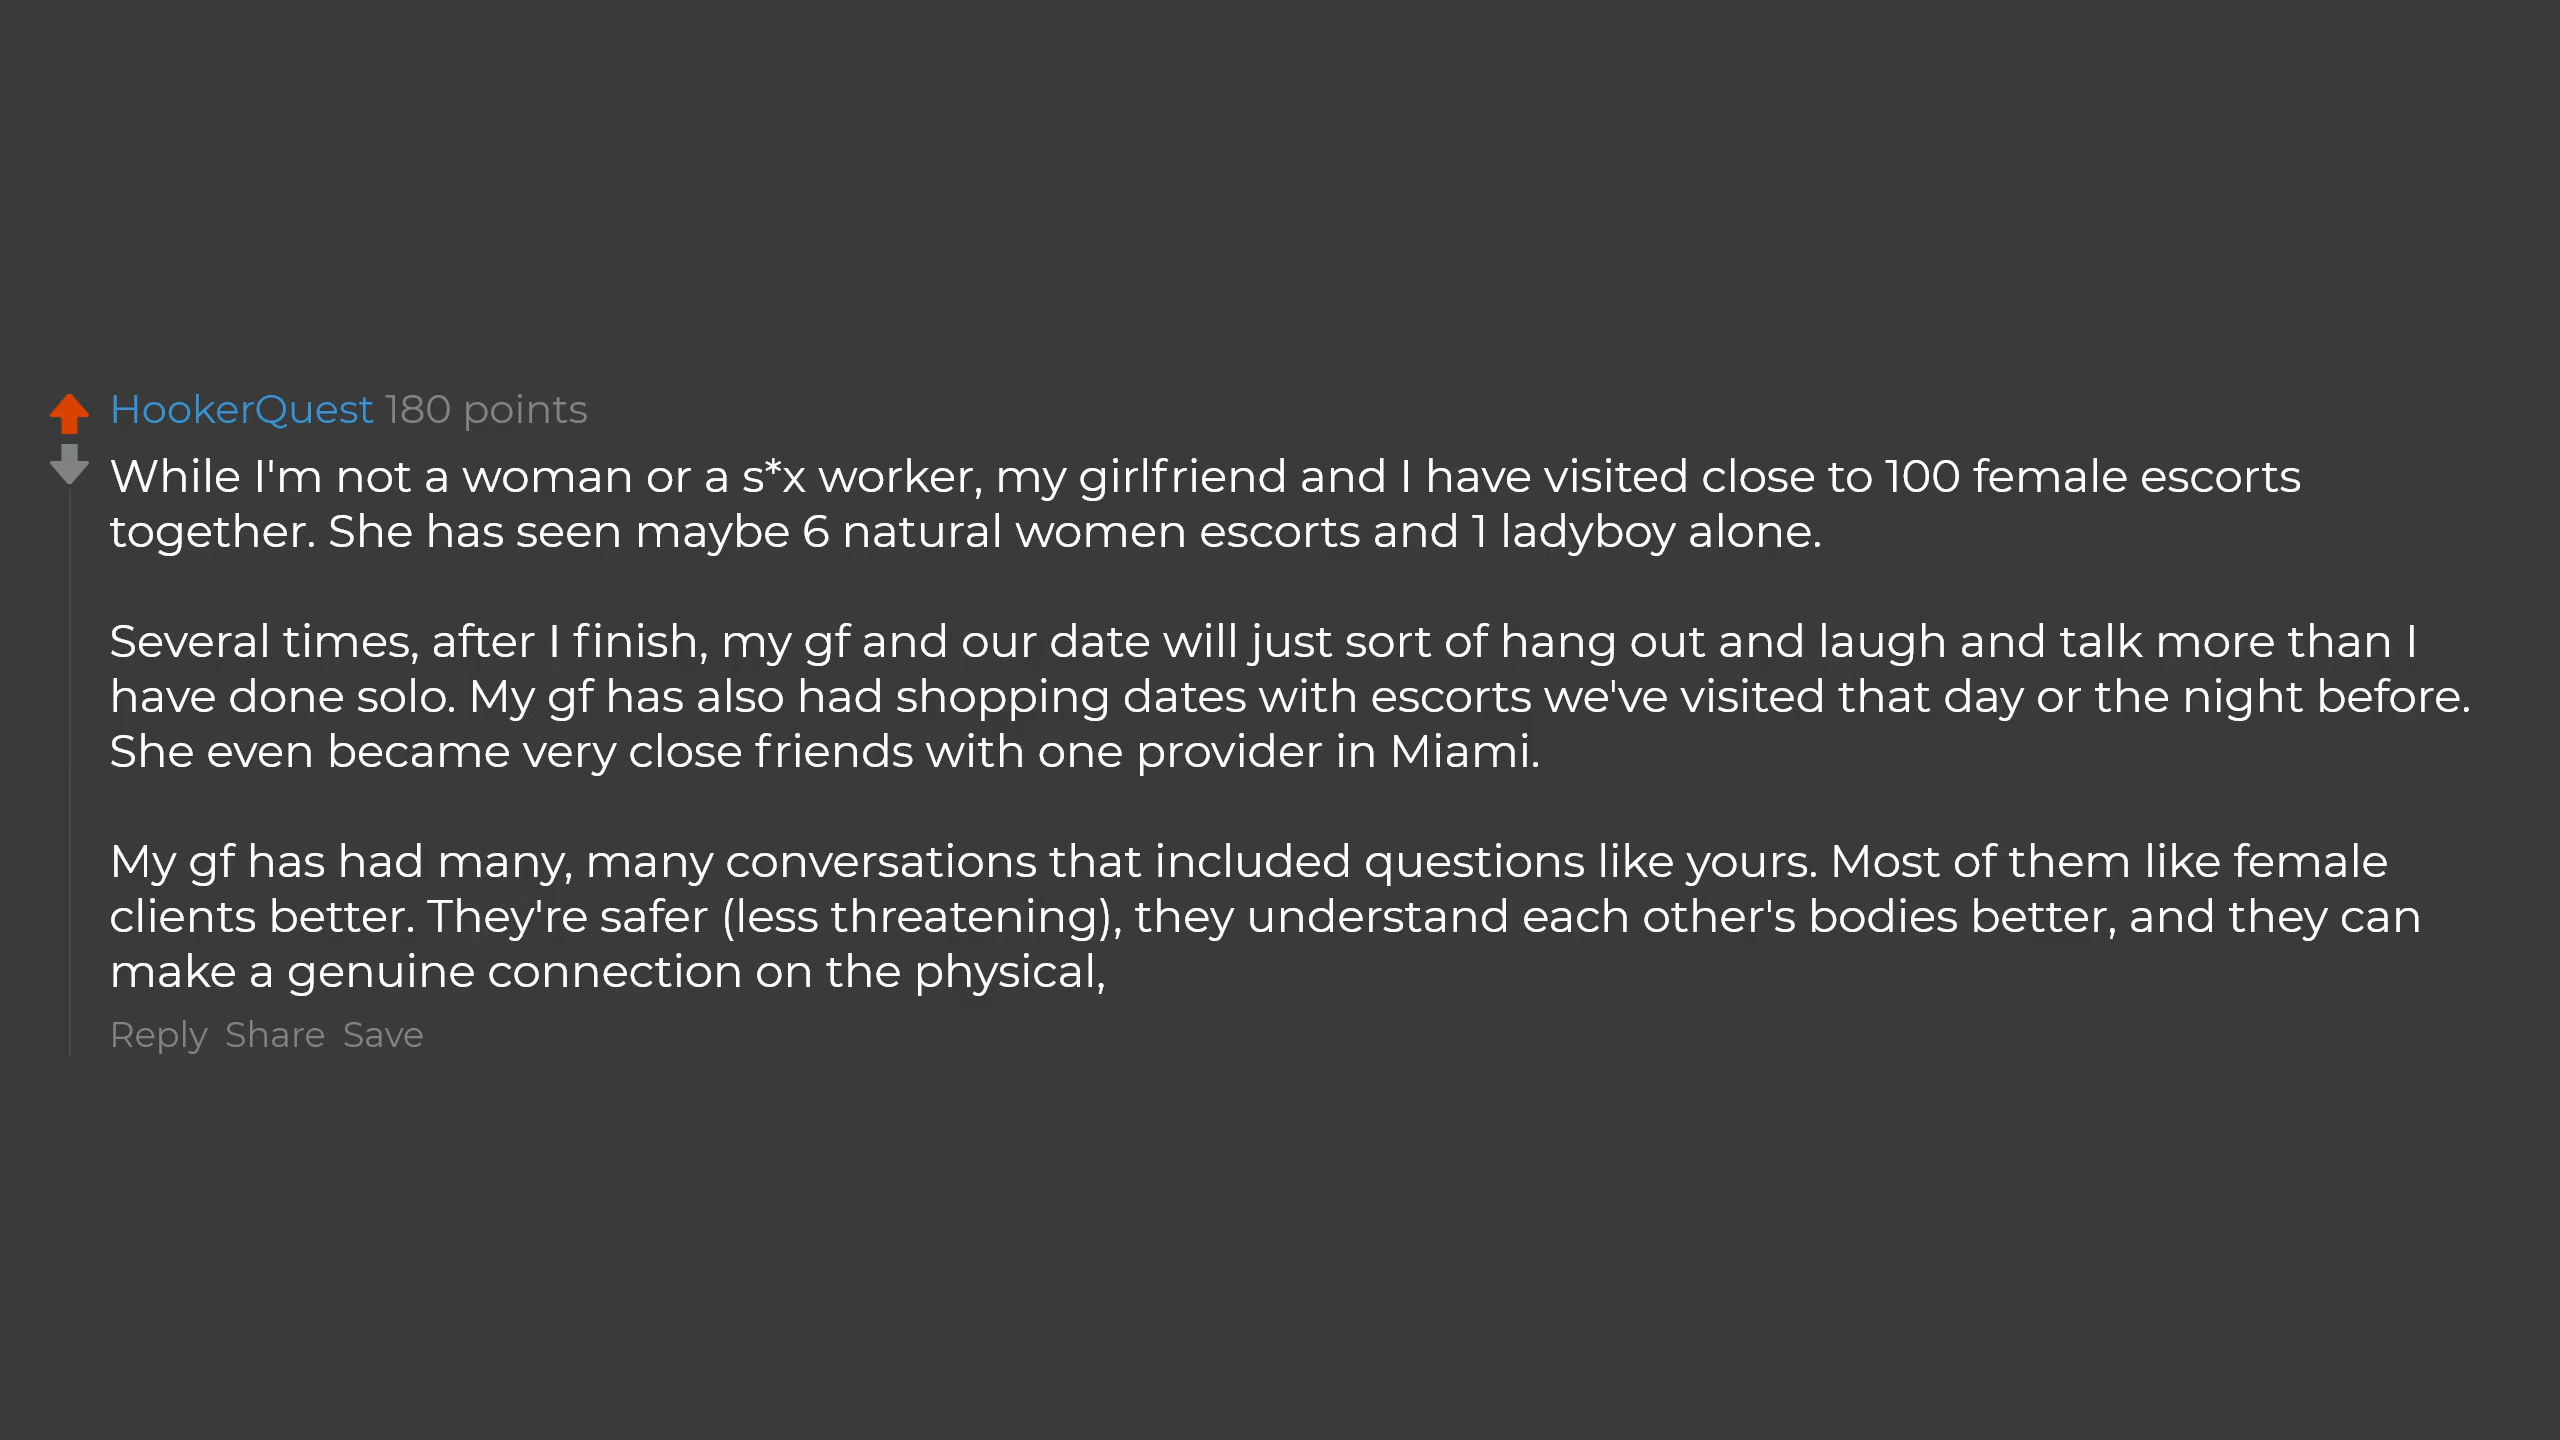 HookerQuest 180 points
While I'm not a woman or a s*x worker, my girlfriend and I have visited close to 100 female escorts
together. She has seen maybe 6 natural women escorts and 1 ladyboy alone.
Several times, after I finish, my gf and our date will just sort of hang out and laugh and talk more than I
have done solo. My gf has also had shopping dates with escorts we've visited that day or the night before.
She even became very close friends with one provider in Miami.
My gf has had many, many conversations that included questions like yours. Most of them like female
clients better. They're safer (less threatening), they understand each other's bodies better, and they can
make a genuine connection on the physical,
Reply Share Save